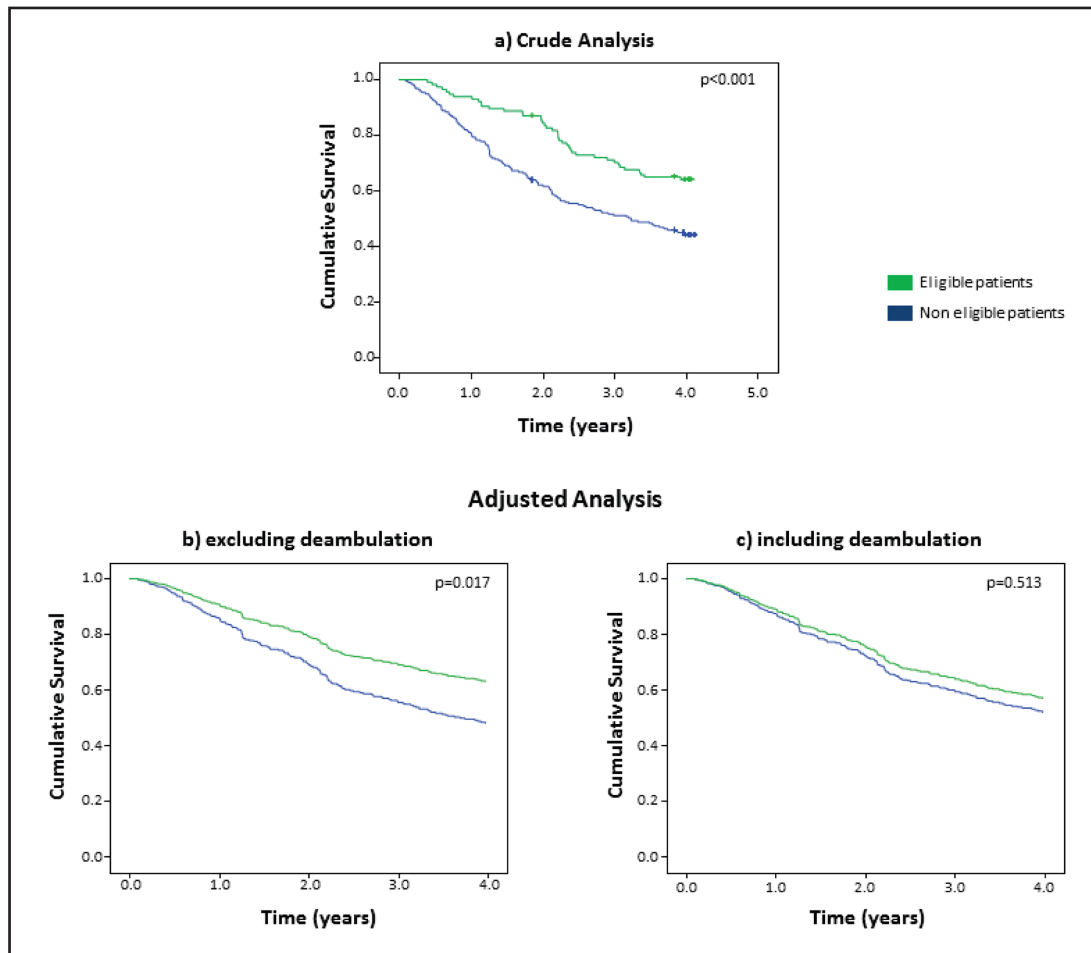 a) Crude Analysis
p<0.001
1.0
0.8
0.6
0.4
0.2
0.0
Cumulative Survival
0.0 1.0 2.0 3.0 4.0 5.0
Time (years)
Eligible patients
Non eligible patients
Adjusted Analysis
b) excluding deambulation
p=0.017
1.0
0.8
0.6
0.4
0.2
0.0
Cumulative Survival
0.0 1.0 2.0 3.0 4.0
Time (years)
c) including deambulation
p=0.513
1.0
0.8
0.6
0.4
0.2
0.0
Cumulative Survival
0.0 1.0 2.0 3.0 4.0
Time (years)